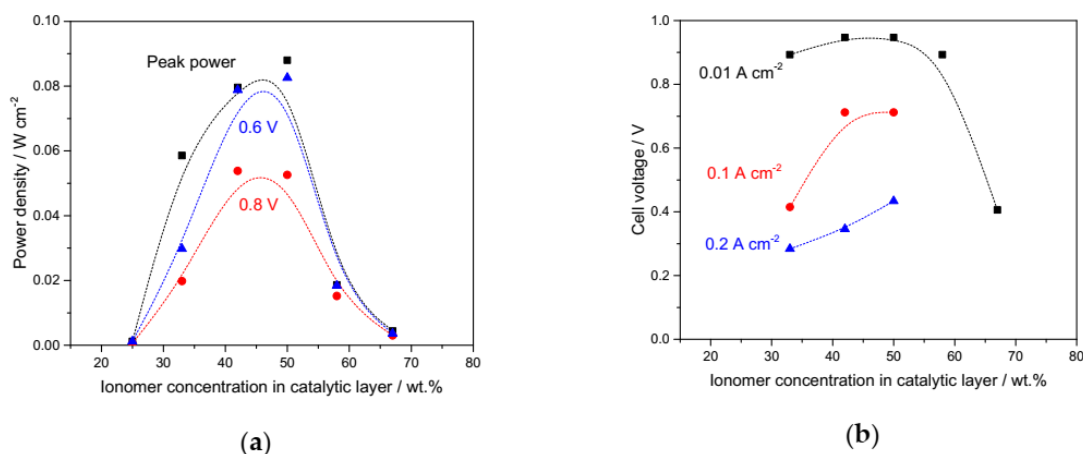 0.10
0.08
0.06
0.04
0.02
0.00
Power density / W cm⁻²
Peak power
0.6 V
0.8 V
20 30 40 50 60 70 80
Ionomer concentration in catalytic layer / wt.%
(a)
1.0
0.8
0.6
0.4
0.2
0.0
Cell voltage / V
0.01 A cm⁻²
0.1 A cm⁻²
0.2 A cm⁻²
20 30 40 50 60 70 80
Ionomer concentration in catalytic layer / wt.%
(b)